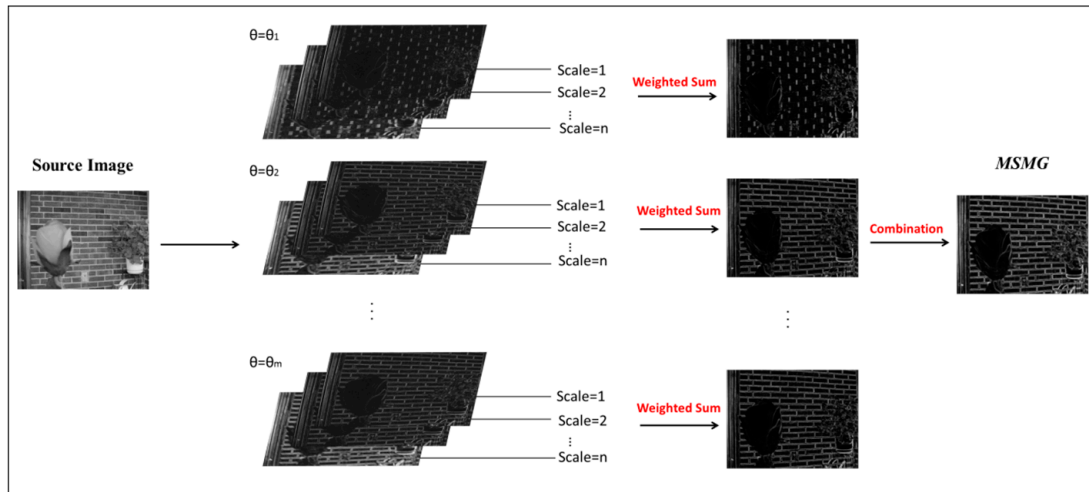 θ=θ₁
Scale=1
Scale=2
...
Scale=n
Weighted Sum
Source Image
θ=θ₂
Scale=1
Scale=2
...
Scale=n
Weighted Sum
Combination
MSMG
...
...
θ=θₘ
Scale=1
Scale=2
...
Scale=n
Weighted Sum